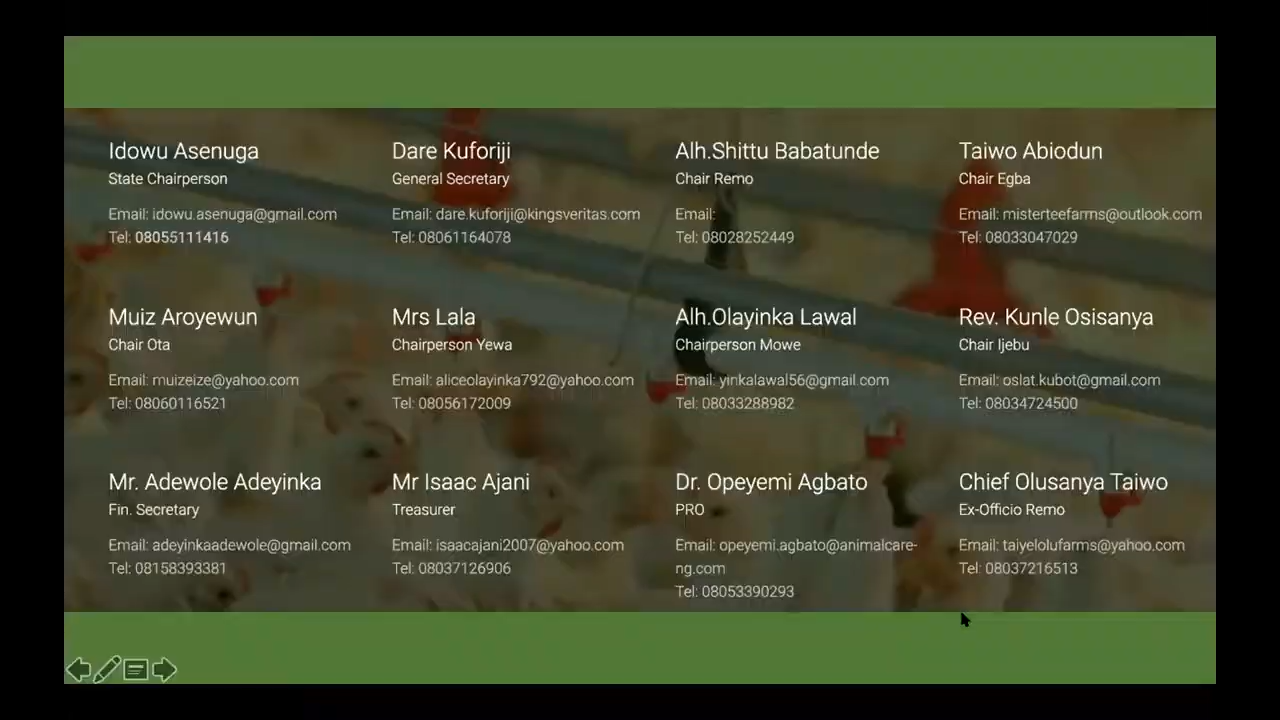 Idowu Asenuga
State Chairperson
Email: idowu.asenuga@gmail.com
Tel: 08055111416
Dare Kuforiji
General Secretary
Email: dare.kuforiji@kingsveritas.com
Tel: 08061164078
Alh.Shittu Babatunde
Chair Remo
Email:
Tel: 08028252449
Taiwo Abiodun
Chair Egba
Email: misterteefarms@outlook.com
Tel: 08033047029
Muiz Aroyewun
Chair Ota
Email: muizeize@yahoo.com
Tel: 08060116521
Mrs Lala
Chairperson Yewa
Email: aliceolayinka792@yahoo.com
Tel: 08056172009
Alh.Olayinka Lawal
Chairperson Mowe
Email: yinkalawal56@gmail.com
Tel: 08033288982
Rev. Kunle Osisanya
Chair Ijebu
Email: oslat.kubot@gmail.com
Tel: 08034724500
Mr. Adewole Adeyinka
Fin. Secretary
Email: adeyinkaadewole@gmail.com
Tel: 08158393381
Mr Isaac Ajani
Treasurer
Email: isaacajani2007@yahoo.com
Tel: 08037126906
Dr. Opeyemi Agbato
PRO
Email: opeyemi.agbato@animalcare-
ng.com
Tel: 08053390293
Chief Olusanya Taiwo
Ex-Officio Remo
Email: taiyelolufarms@yahoo.com
Tel: 08037216513